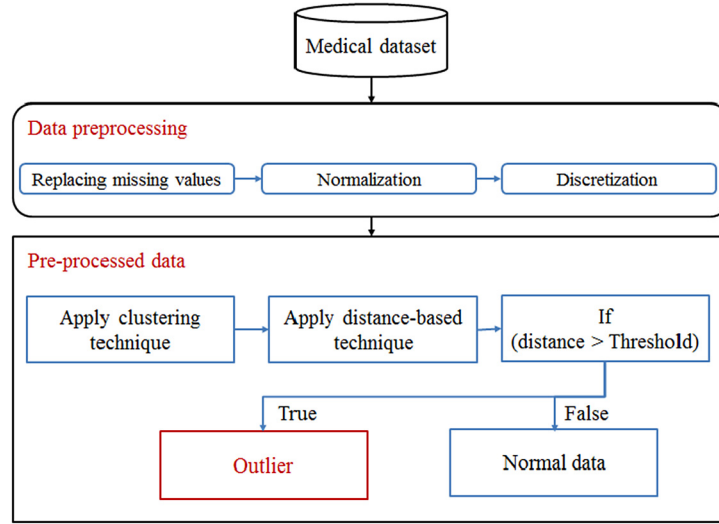 Medical dataset
Data preprocessing
Replacing missing values
Normalization
Discretization
Pre-processed data
Apply clustering
technique
Apply distance-based
technique
If
(distance > Threshold)
True
False
Outlier
Normal data